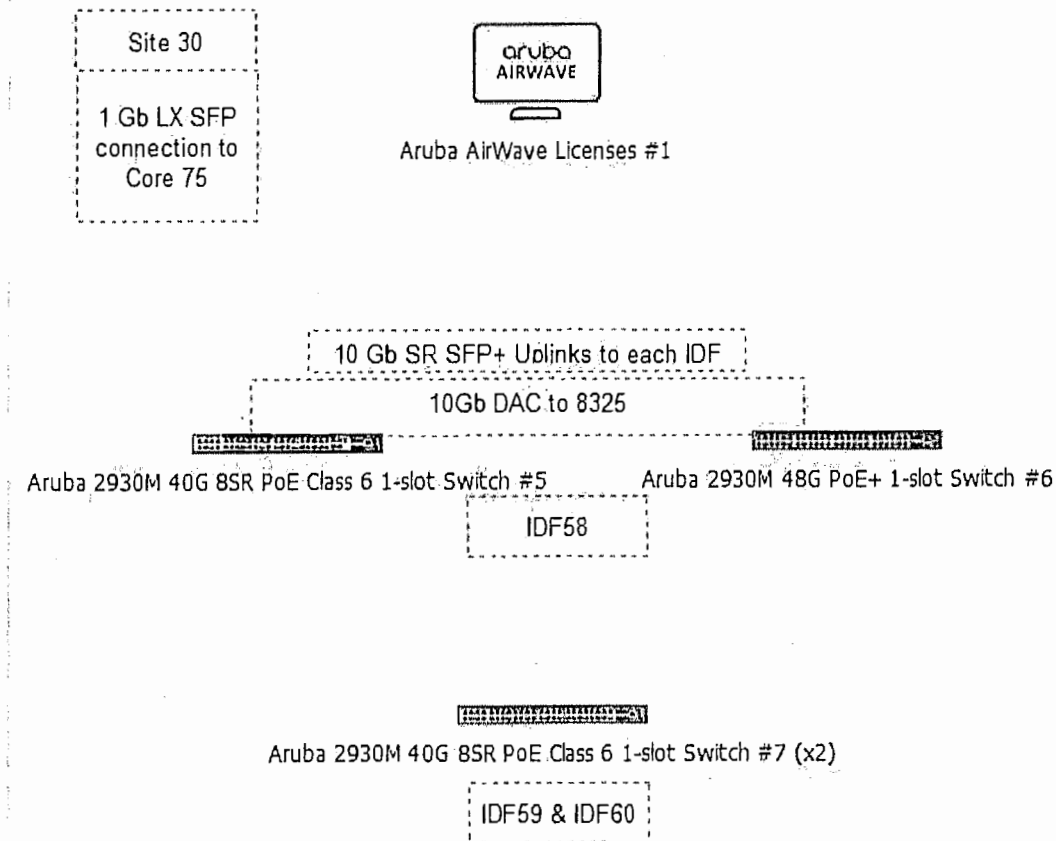 Site 30
1 Gb LX SFP
connection to
Core 75
aruba
AIRWAVE
Aruba AirWave Licenses #1
10 Gb SR SFP+ Uplinks to each IDF
10Gb DAC to 8325
Aruba 2930M 40G 8SR PoE Class 6 1-slot Switch #5
Aruba 2930M 48G PoE+ 1-slot Switch #6
IDF58
Aruba 2930M 40G 8SR PoE Class 6 1-slot Switch #7 (x2)
IDF59 & IDF60